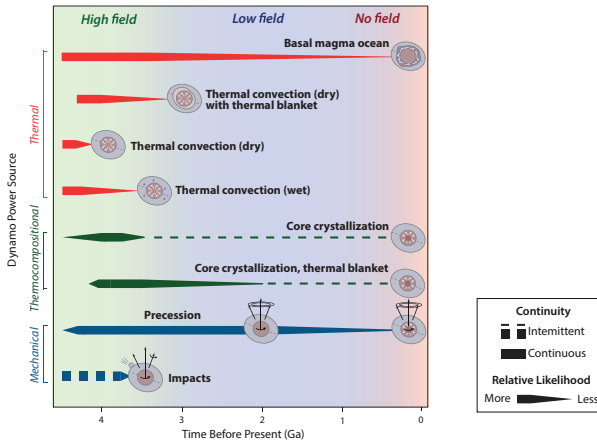 High field
Low field
No field
Basal magma ocean
Thermal convection (dry)
with thermal blanket
Thermal convection (dry)
Thermal convection (wet)
Core crystallization
Core crystallization, thermal blanket
Precession
Impacts
Dynamo Power Source
Thermal
Thermocompositional
Mechanical
4
3
2
1
0
Time Before Present (Ga)
Continuity
Intemittent
Continuous
Relative Likelihood
More
Less